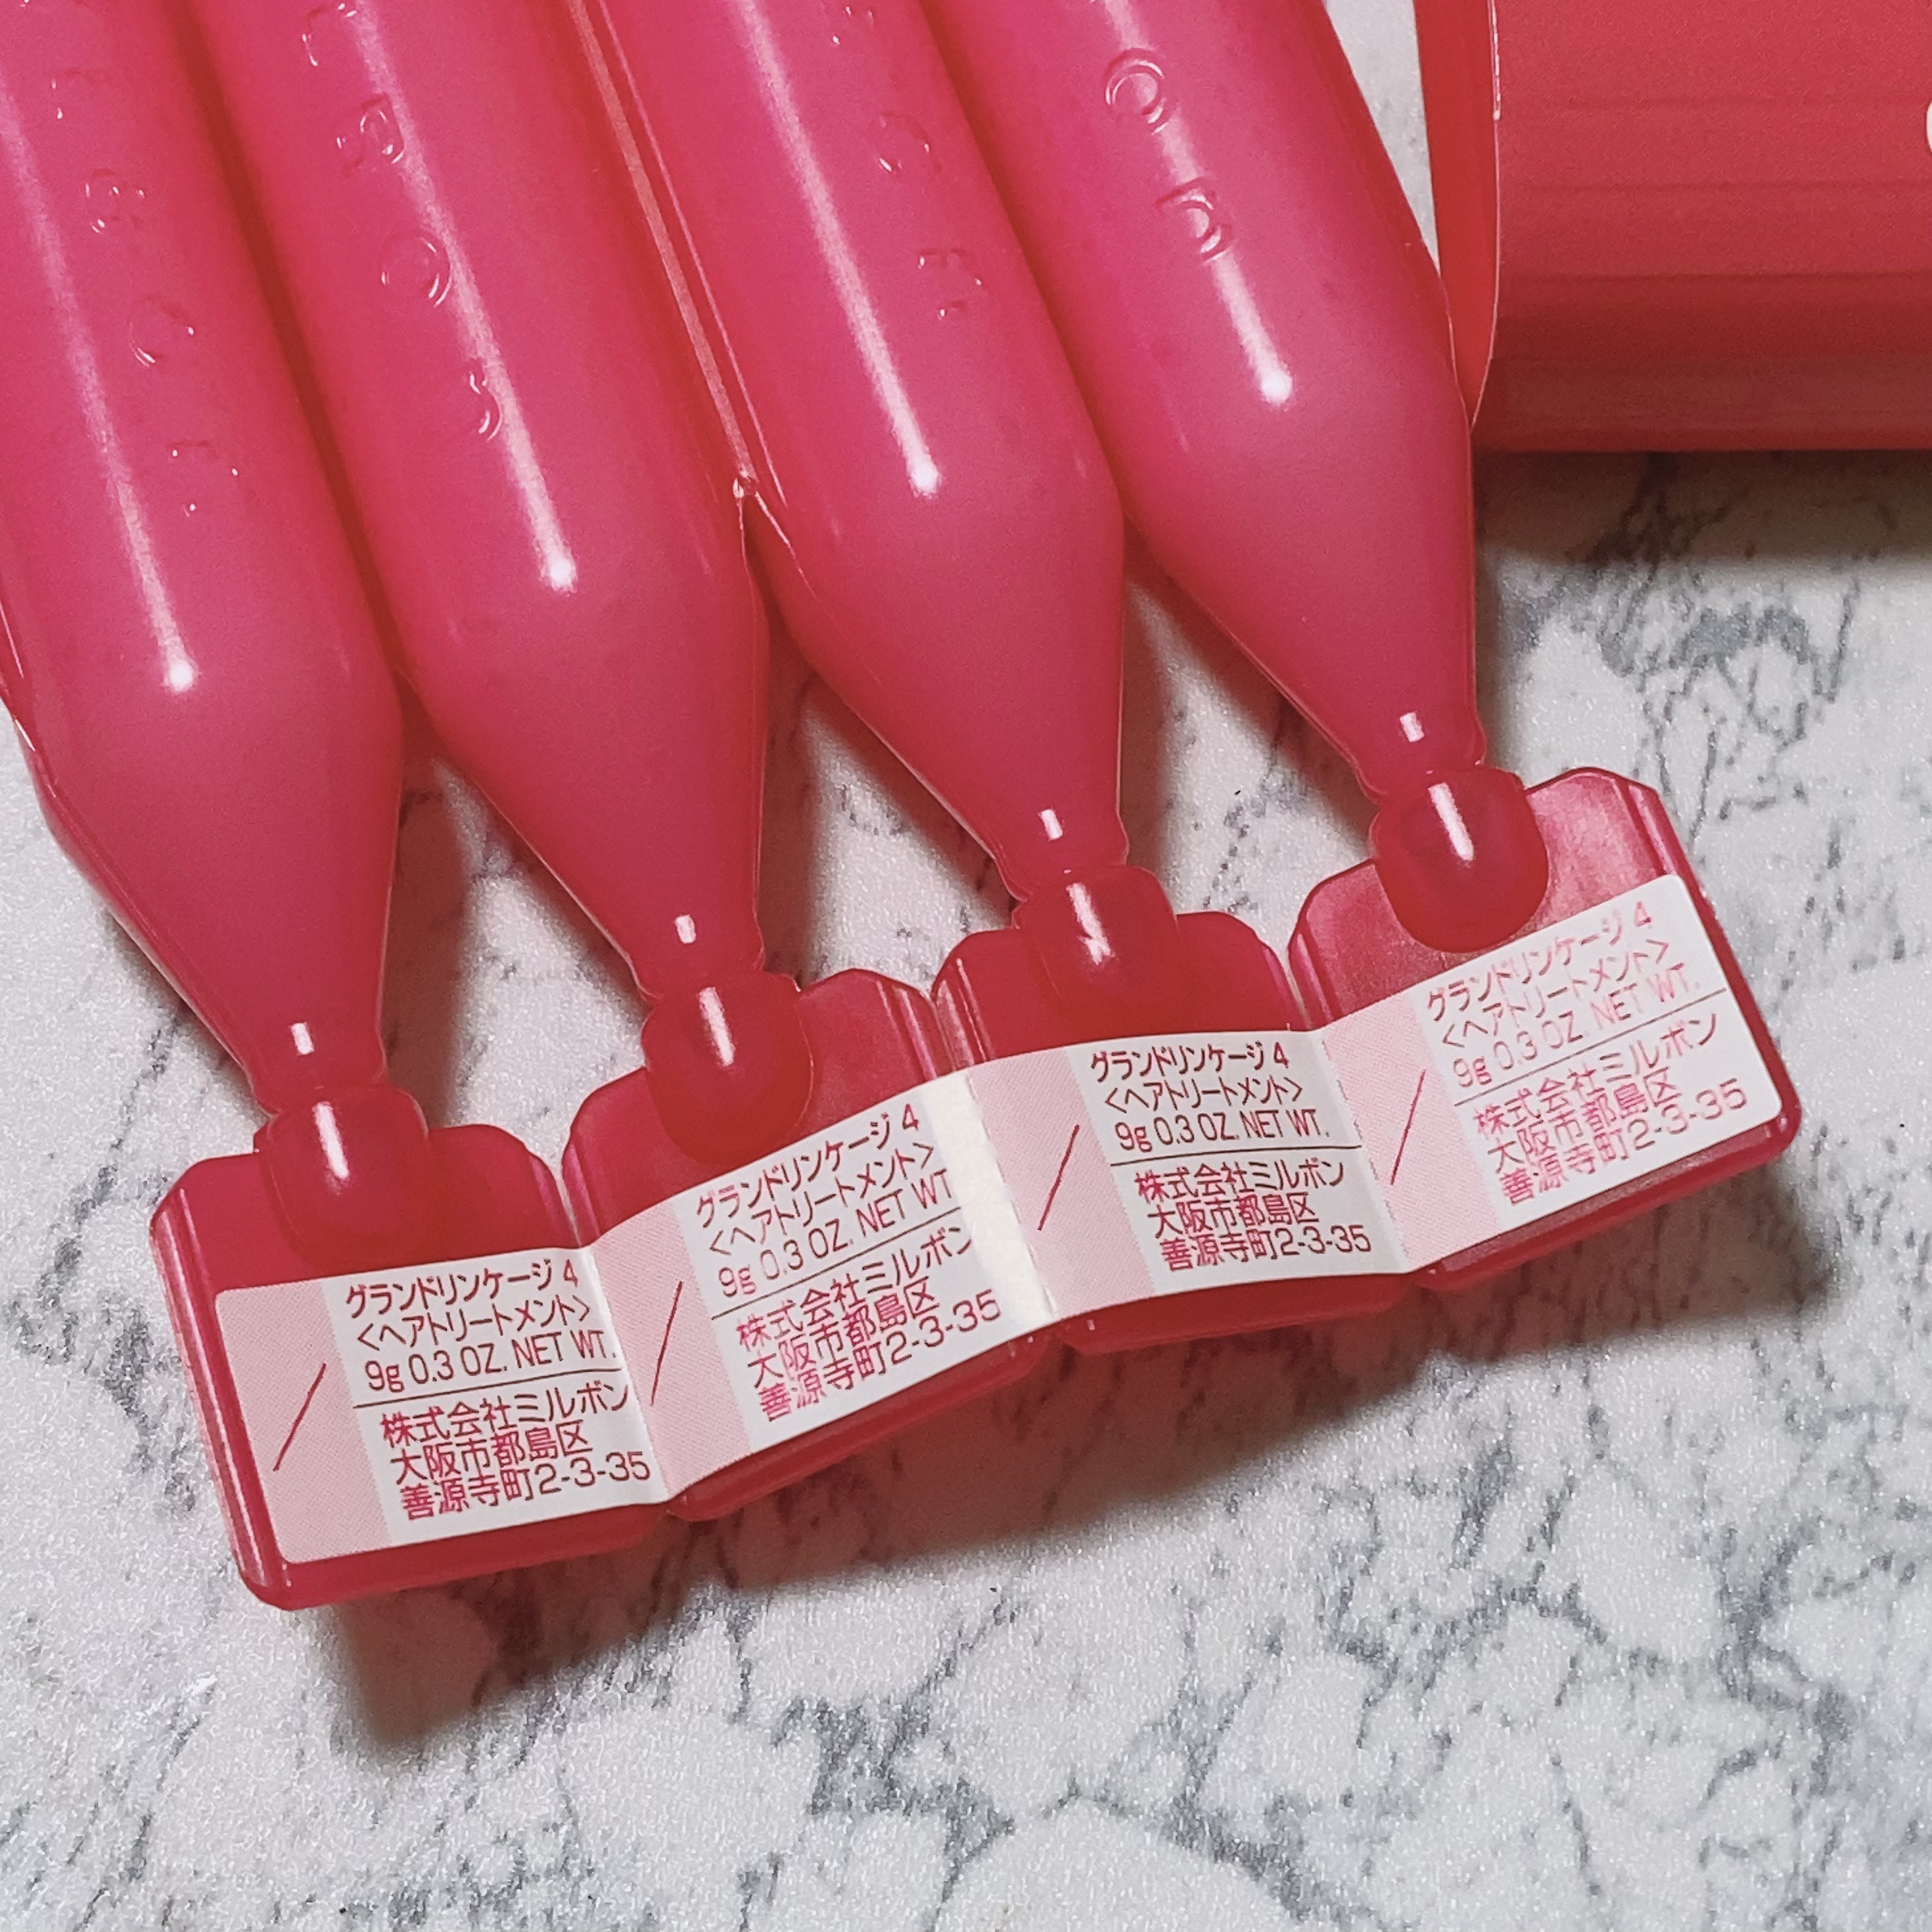 グランドリンケージ 4
<ヘアトリートメント>
9g 0.3 OZ. NET WT.
株式会社ミルボン
大阪市都島区
善源寺町2-3-35
グランドリンケージ 4
<ヘアトリートメント>
9g 0.3 OZ. NET WT
株式会社ミルボン
大阪市都島区
善源寺町2-3-35
グランドリンケージ 4
<ヘアトリートメント>
9g 0.3 OZ. NET WT.
株式会社ミルボン
大阪市都島区
善源寺町2-3-35
グランドリンケージ 4
<ヘアトリートメント>
9g 0.3 OZ. NET WT.
株式会社ミルボン
大阪市都島区
善源寺町2-3-35